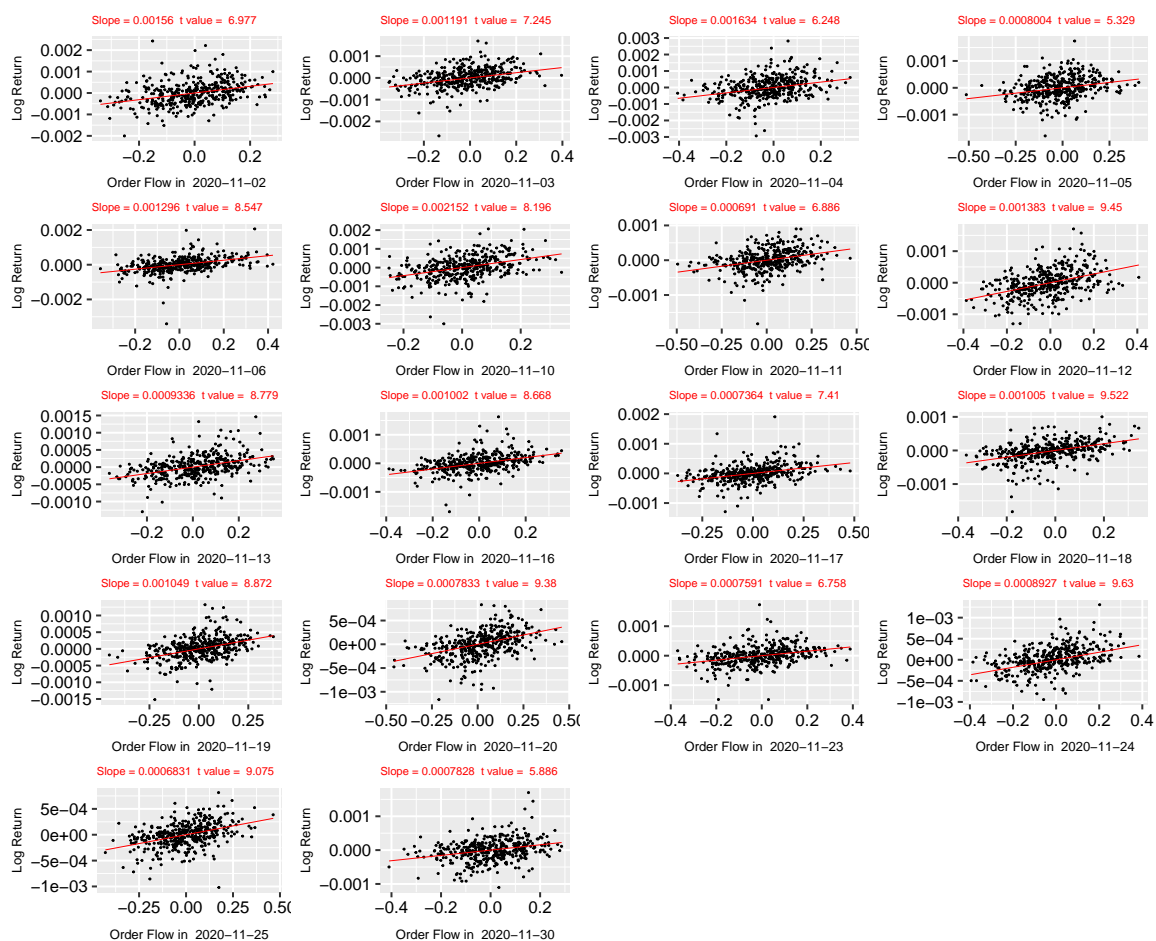 Slope = 0.00156 t value = 6.977
Log Return
0.002
0.001
0.000
−0.001
−0.002
−0.2 0.0 0.2
Order Flow in 2020−11−02
Slope = 0.001191 t value = 7.245
Log Return
0.002
0.001
0.000
−0.001
−0.002
−0.2 0.0 0.2 0.4
Order Flow in 2020−11−03
Slope = 0.001634 t value = 6.248
Log Return
0.003
0.002
0.001
0.000
−0.001
−0.002
−0.003
−0.4 −0.2 0.0 0.2
Order Flow in 2020−11−04
Slope = 0.0008004 t value = 5.329
Log Return
0.001
0.000
−0.001
−0.50 −0.25 0.00 0.25
Order Flow in 2020−11−05
Slope = 0.001296 t value = 8.547
Log Return
0.002
0.000
−0.002
−0.2 0.0 0.2 0.4
Order Flow in 2020−11−06
Slope = 0.002152 t value = 8.196
Log Return
0.002
0.001
0.000
−0.001
−0.002
−0.003
−0.2 0.0 0.2 0.4
Order Flow in 2020−11−10
Slope = 0.000691 t value = 6.886
Log Return
0.001
0.000
−0.001
−0.50 −0.25 0.00 0.25 0.50
Order Flow in 2020−11−11
Slope = 0.001383 t value = 9.45
Log Return
0.001
0.000
−0.001
−0.4 −0.2 0.0 0.2 0.4
Order Flow in 2020−11−12
Slope = 0.0009336 t value = 8.779
Log Return
0.0015
0.0010
0.0005
0.0000
−0.0005
−0.0010
−0.2 0.0 0.2
Order Flow in 2020−11−13
Slope = 0.001002 t value = 8.668
Log Return
0.001
0.000
−0.001
−0.4 −0.2 0.0 0.2
Order Flow in 2020−11−16
Slope = 0.0007364 t value = 7.41
Log Return
0.002
0.001
0.000
−0.001
−0.25 0.00 0.25 0.50
Order Flow in 2020−11−17
Slope = 0.001005 t value = 9.522
Log Return
0.001
0.000
−0.001
−0.4 −0.2 0.0 0.2
Order Flow in 2020−11−18
Slope = 0.001049 t value = 8.872
Log Return
0.0010
0.0005
0.0000
−0.0005
−0.0010
−0.0015
−0.25 0.00 0.25
Order Flow in 2020−11−19
Slope = 0.0007833 t value = 9.38
Log Return
5e−04
0e+00
−5e−04
−1e−03
−0.50 −0.25 0.00 0.25 0.50
Order Flow in 2020−11−20
Slope = 0.0007591 t value = 6.758
Log Return
0.001
0.000
−0.001
−0.4 −0.2 0.0 0.2 0.4
Order Flow in 2020−11−23
Slope = 0.0008927 t value = 9.63
Log Return
1e−03
5e−04
0e+00
−5e−04
−1e−03
−0.4 −0.2 0.0 0.2 0.4
Order Flow in 2020−11−24
Slope = 0.0006831 t value = 9.075
Log Return
5e−04
0e+00
−5e−04
−1e−03
−0.25 0.00 0.25 0.50
Order Flow in 2020−11−25
Slope = 0.0007828 t value = 5.886
Log Return
0.001
0.000
−0.001
−0.4 −0.2 0.0 0.2
Order Flow in 2020−11−30